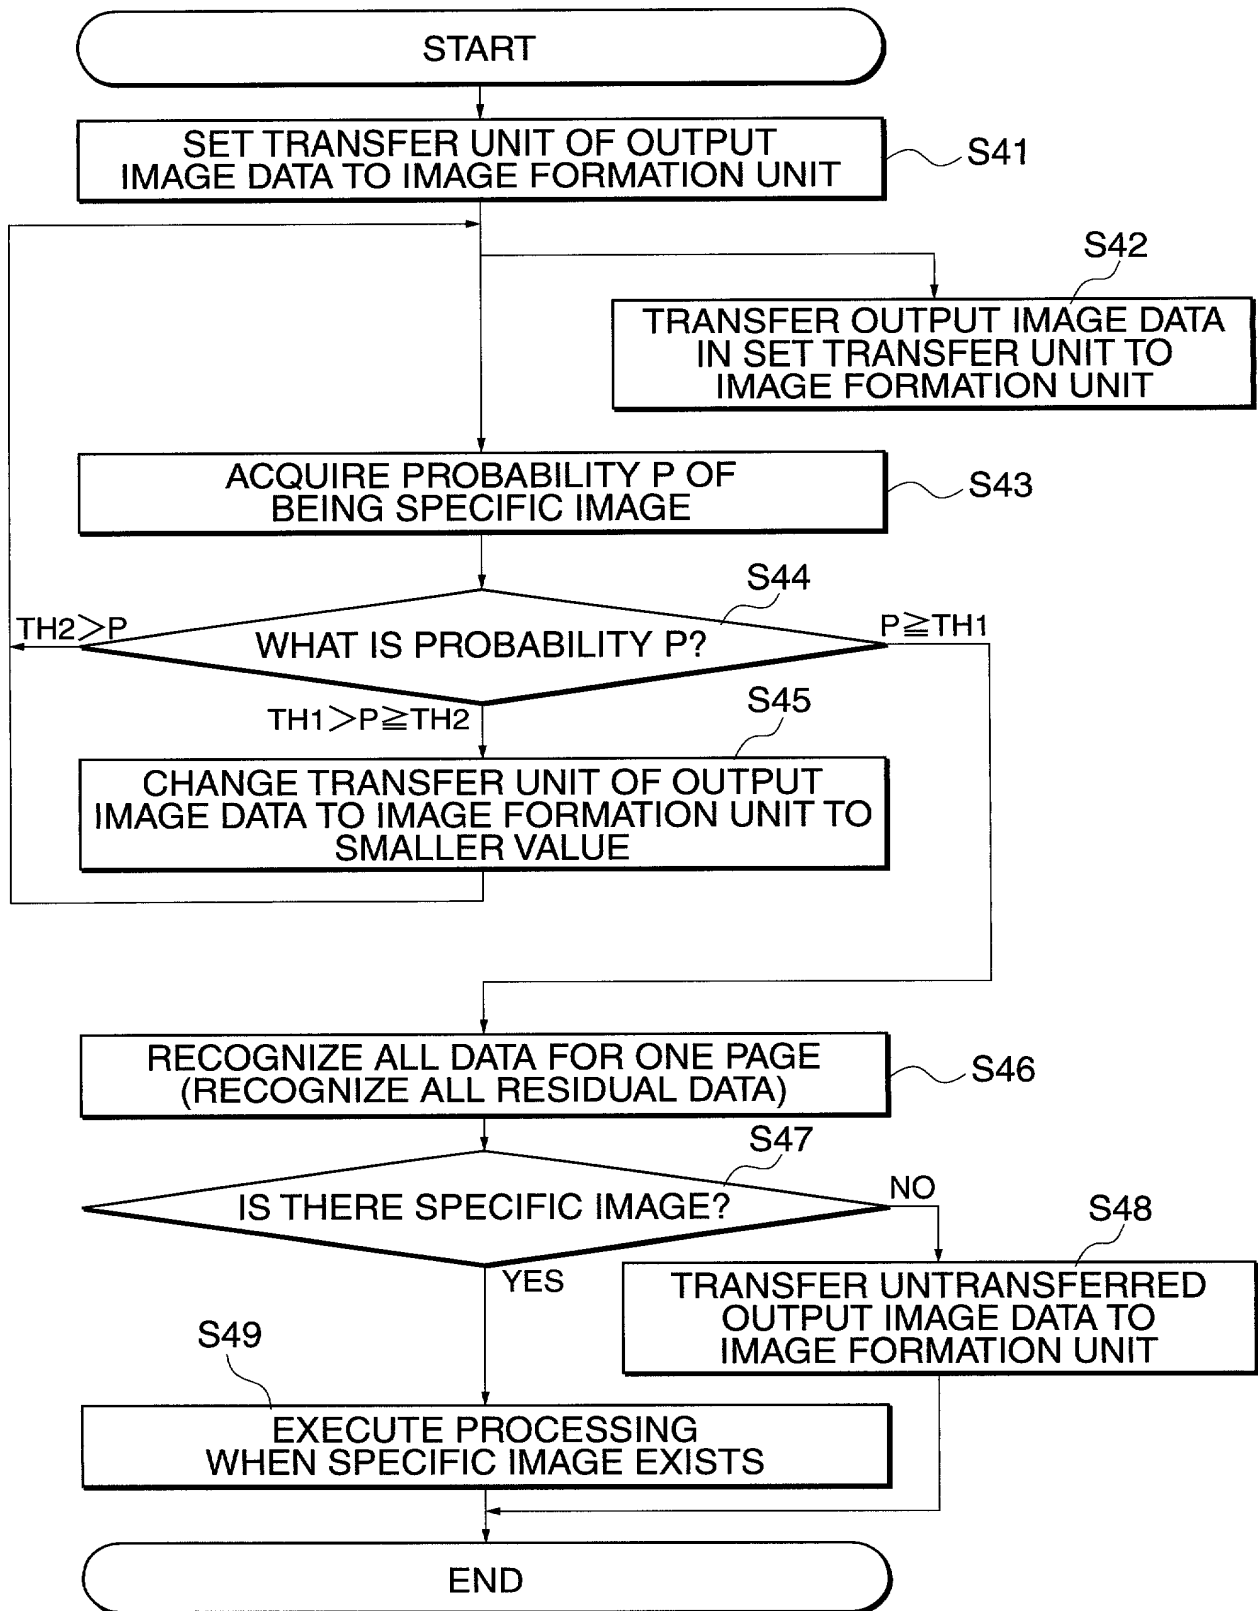 START
SET TRANSFER UNIT OF OUTPUT
IMAGE DATA TO IMAGE FORMATION UNIT
S41
S42
TRANSFER OUTPUT IMAGE DATA
IN SET TRANSFER UNIT TO
IMAGE FORMATION UNIT
ACQUIRE PROBABILITY P OF
BEING SPECIFIC IMAGE
S43
S44
TH2>P
WHAT IS PROBABILITY P?
P≧TH1
TH1>P≧TH2
S45
CHANGE TRANSFER UNIT OF OUTPUT
IMAGE DATA TO IMAGE FORMATION UNIT TO
SMALLER VALUE
RECOGNIZE ALL DATA FOR ONE PAGE
(RECOGNIZE ALL RESIDUAL DATA)
S46
S47
IS THERE SPECIFIC IMAGE?
NO
YES
S48
TRANSFER UNTRANSFERRED
OUTPUT IMAGE DATA TO
IMAGE FORMATION UNIT
S49
EXECUTE PROCESSING
WHEN SPECIFIC IMAGE EXISTS
END